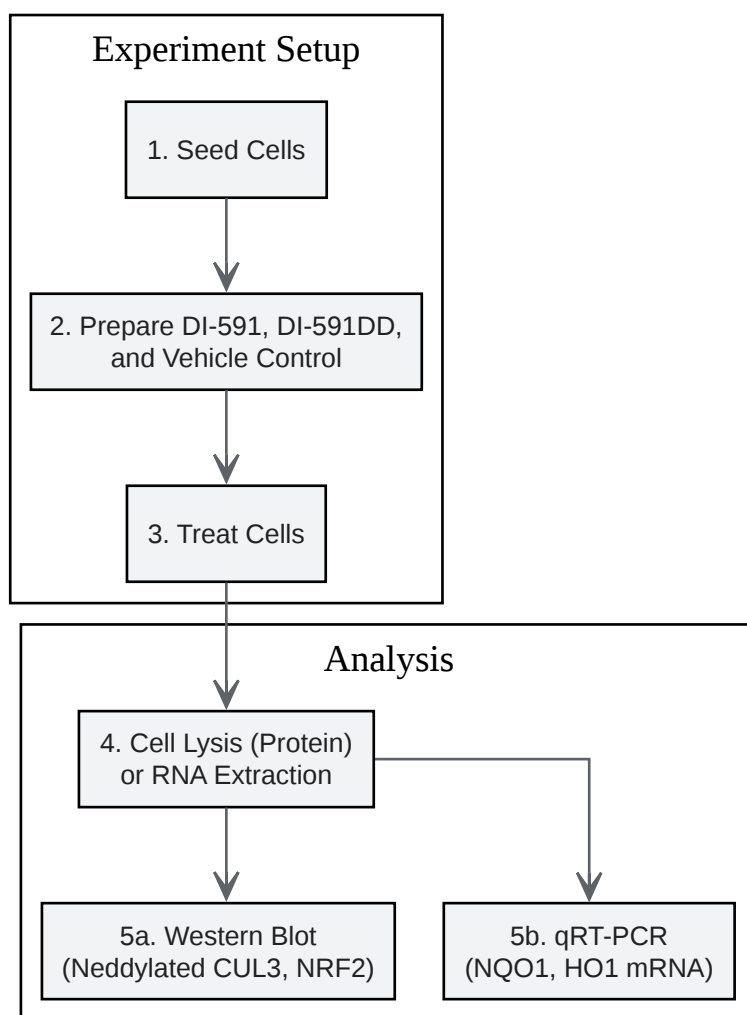 Experiment Setup
1. Seed Cells
2. Prepare DI-591, DI-591DD,
and Vehicle Control
3. Treat Cells
Analysis
4. Cell Lysis (Protein)
or RNA Extraction
5a. Western Blot
(Neddylated CUL3, NRF2)
5b. qRT-PCR
(NQO1, HO1 mRNA)